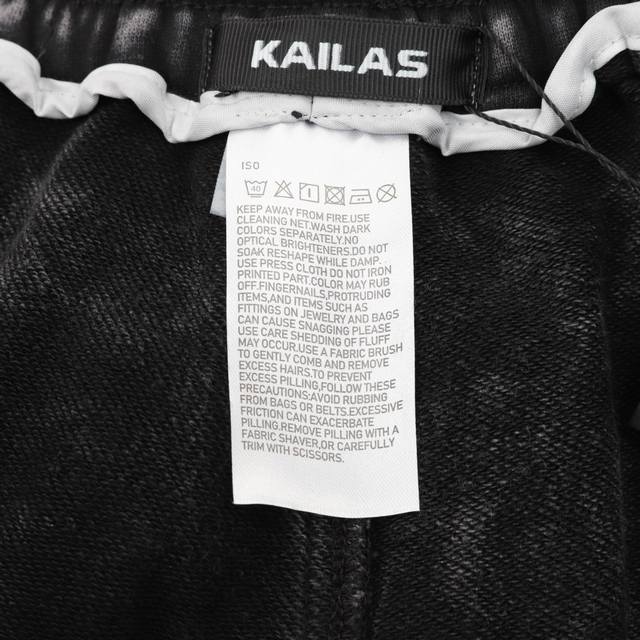 KAILAS
ISO
40
KEEP AWAY FROM FIRE.USE
CLEANING NET.WASH DARK
COLORS SEPARATELY.NO
OPTICAL BRIGHTENERS.DO NOT
SOAK RESHAPE WHILE DAMP.
USE PRESS CLOTH DO NOT IRON
PRINTED PART.COLOR MAY RUB
OFF.FINGERNAILS,PROTRUDING
ITEMS,AND ITEMS SUCH AS
FITTINGS ON JEWELRY AND BAGS
CAN CAUSE SNAGGING PLEASE
USE CARE SHEDDING OF FLUFF
MAY OCCUR.USE A FABRIC BRUSH
TO GENTLY COMB AND REMOVE
EXCESS HAIRS.TO PREVENT
EXCESS PILLING,FOLLOW THESE
PRECAUTIONS:AVOID RUBBING
FROM BAGS OR BELTS.EXCESSIVE
FRICTION CAN EXACERBATE
PILLING.REMOVE PILLING WITH A
FABRIC SHAVER,OR CAREFULLY
TRIM WITH SCISSORS.